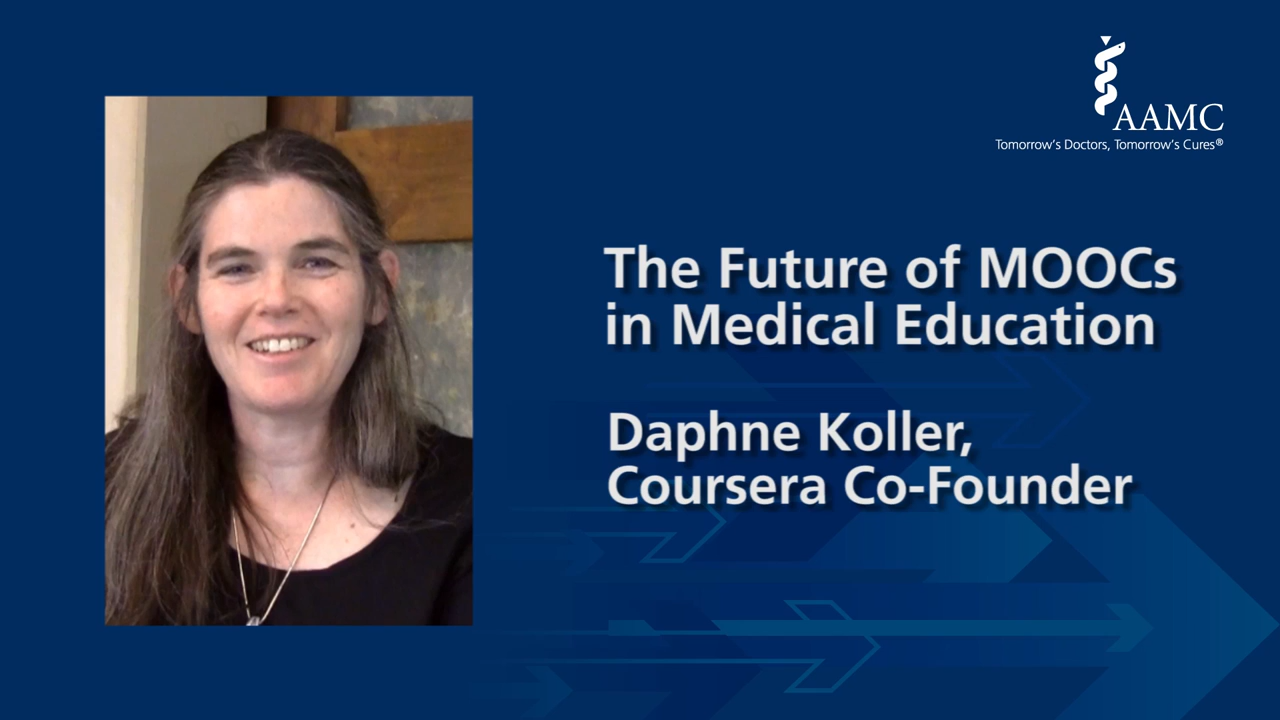 AAMC
Tomorrow's Doctors, Tomorrow's Cures®
The Future of MOOCs
in Medical Education
Daphne Koller,
Coursera Co-Founder